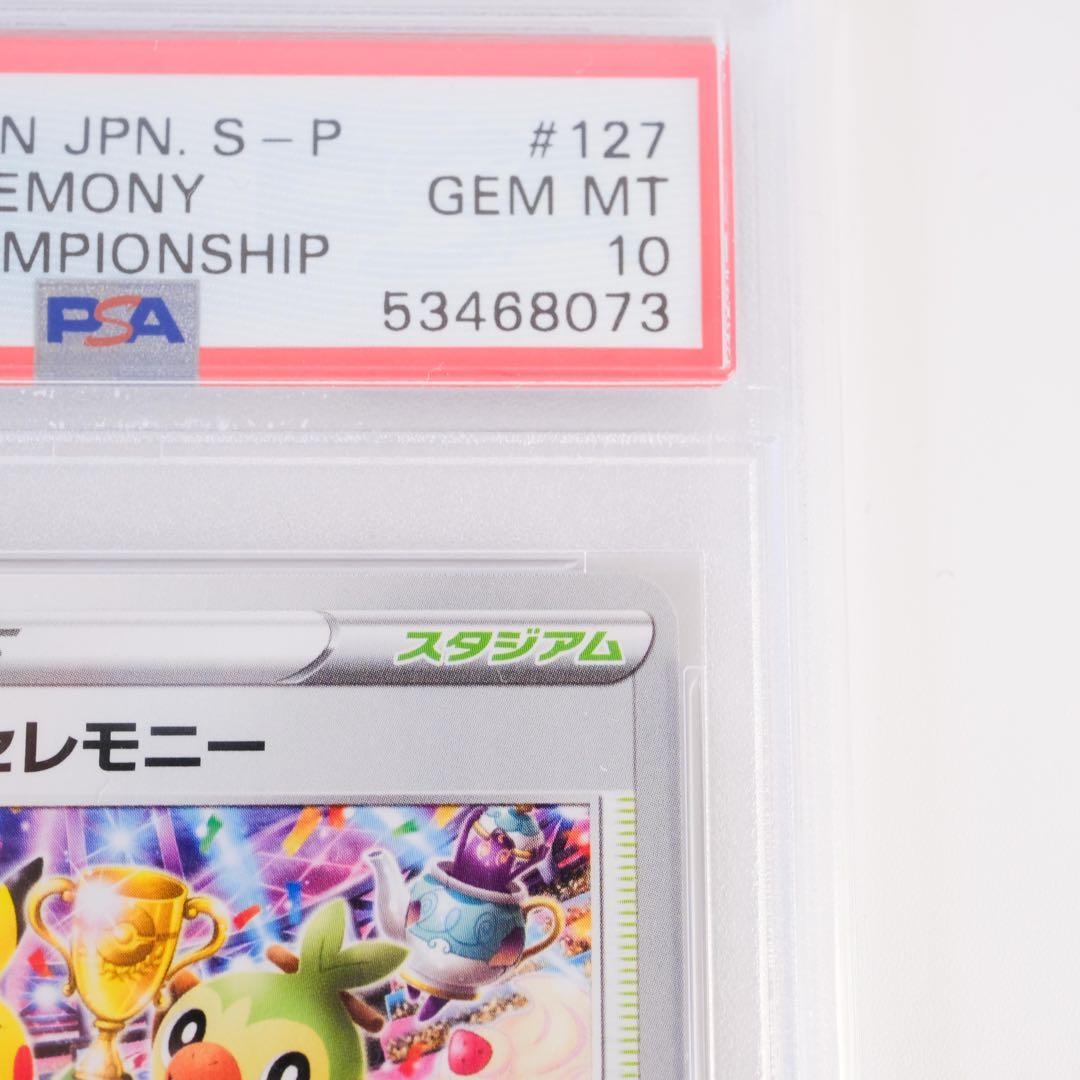 N JPN. S-P #127
EMONY GEM MT
MPIONSHIP 10
PSA 53468073
スタジアム
セレモニー